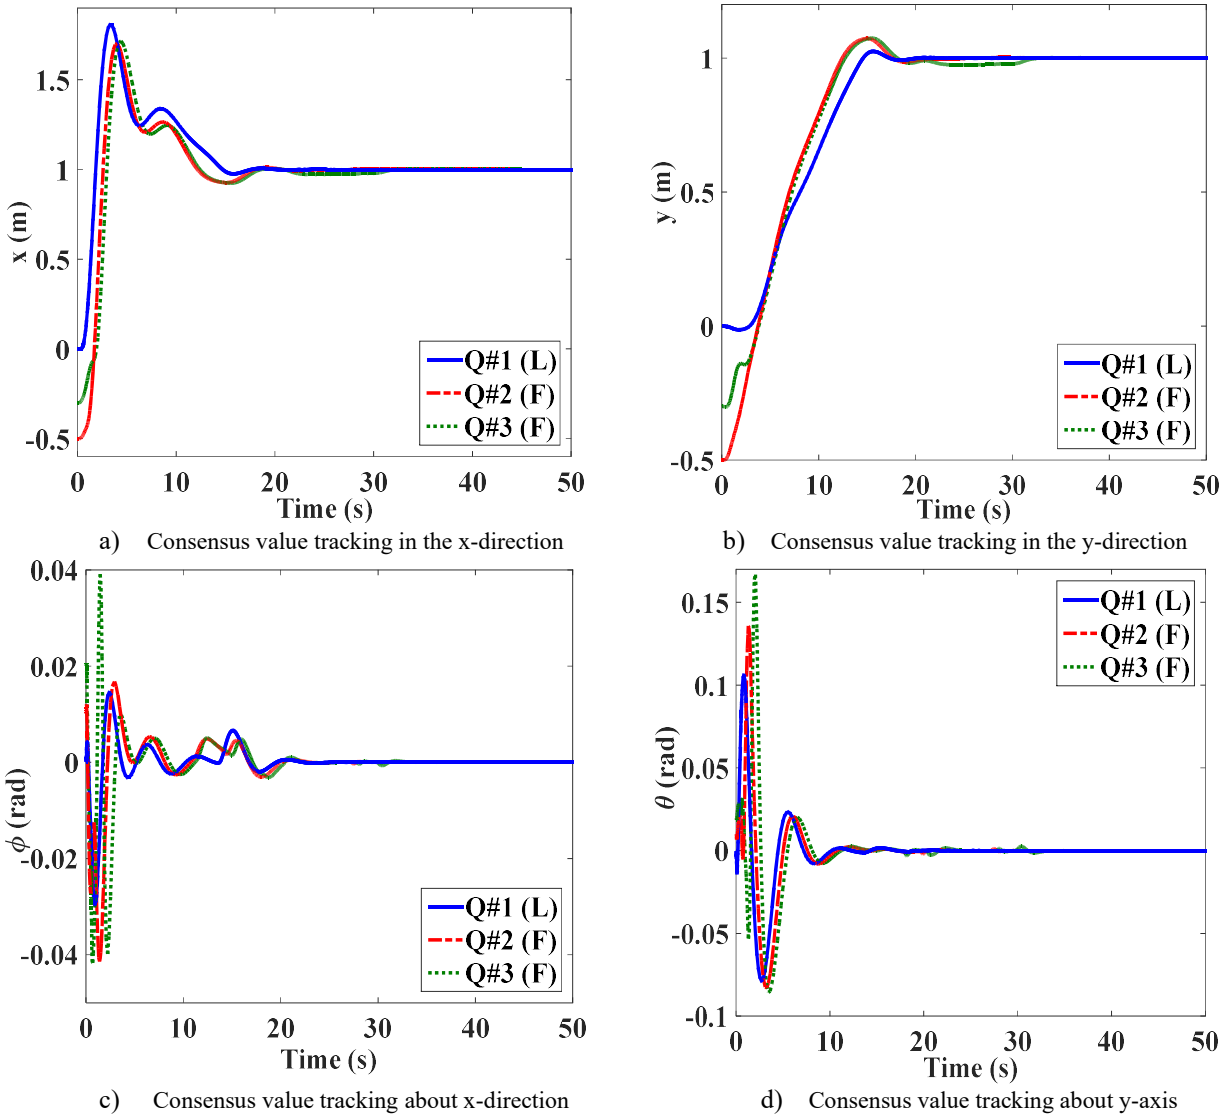 x (m)
1.5
1
0.5
0
-0.5
Q#1 (L)
Q#2 (F)
Q#3 (F)
0 10 20 30 40 50
Time (s)
a) Consensus value tracking in the x-direction
y (m)
1
0.5
0
-0.5
Q#1 (L)
Q#2 (F)
Q#3 (F)
0 10 20 30 40 50
Time (s)
b) Consensus value tracking in the y-direction
ϕ (rad)
0.04
0.02
0
-0.02
-0.04
Q#1 (L)
Q#2 (F)
Q#3 (F)
0 10 20 30 40 50
Time (s)
c) Consensus value tracking about x-direction
θ (rad)
0.15
0.1
0.05
0
-0.05
-0.1
Q#1 (L)
Q#2 (F)
Q#3 (F)
0 10 20 30 40 50
Time (s)
d) Consensus value tracking about y-axis